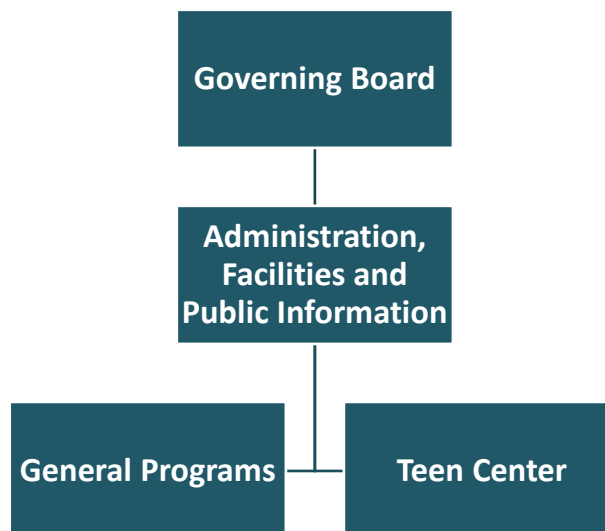 Governing Board
Administration,
Facilities and
Public Information
General Programs
Teen Center